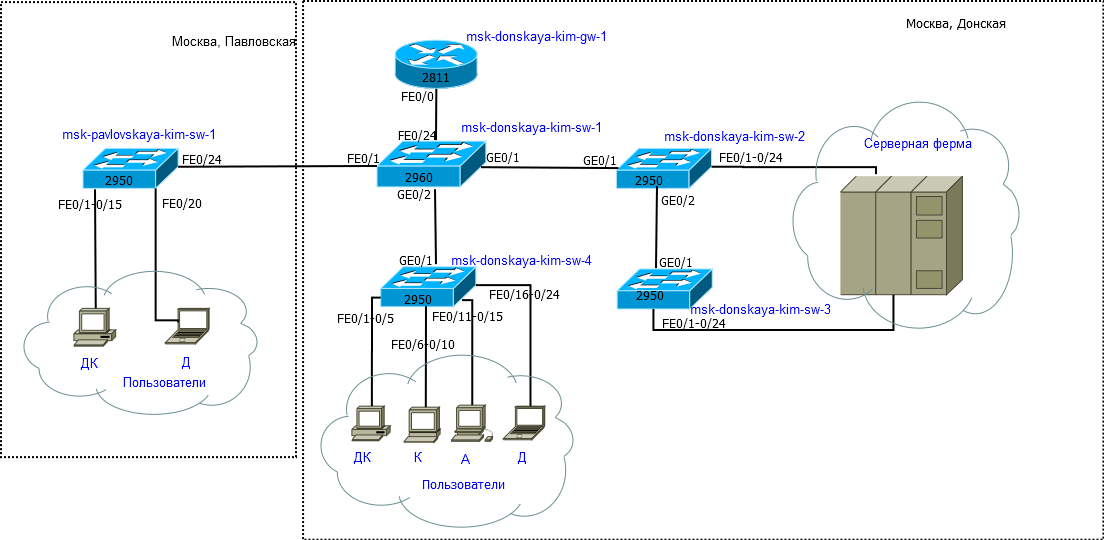 Москва, Павловская
msk-pavlovskaya-kim-sw-1
FE0/24
2950
FE0/1-0/15
FE0/20
ДК
Д
Пользователи
Москва, Донская
msk-donskaya-kim-gw-1
2811
FE0/0
FE0/24
msk-donskaya-kim-sw-1
FE0/1
GE0/1
2960
GE0/2
msk-donskaya-kim-sw-2
GE0/1
FE0/1-0/24
2950
GE0/2
Серверная ферма
GE0/1
msk-donskaya-kim-sw-4
2950
FE0/16-0/24
FE0/1-0/5
FE0/11-0/15
FE0/6-0/10
GE0/1
2950
msk-donskaya-kim-sw-3
FE0/1-0/24
ДК
К
А
Д
Пользователи